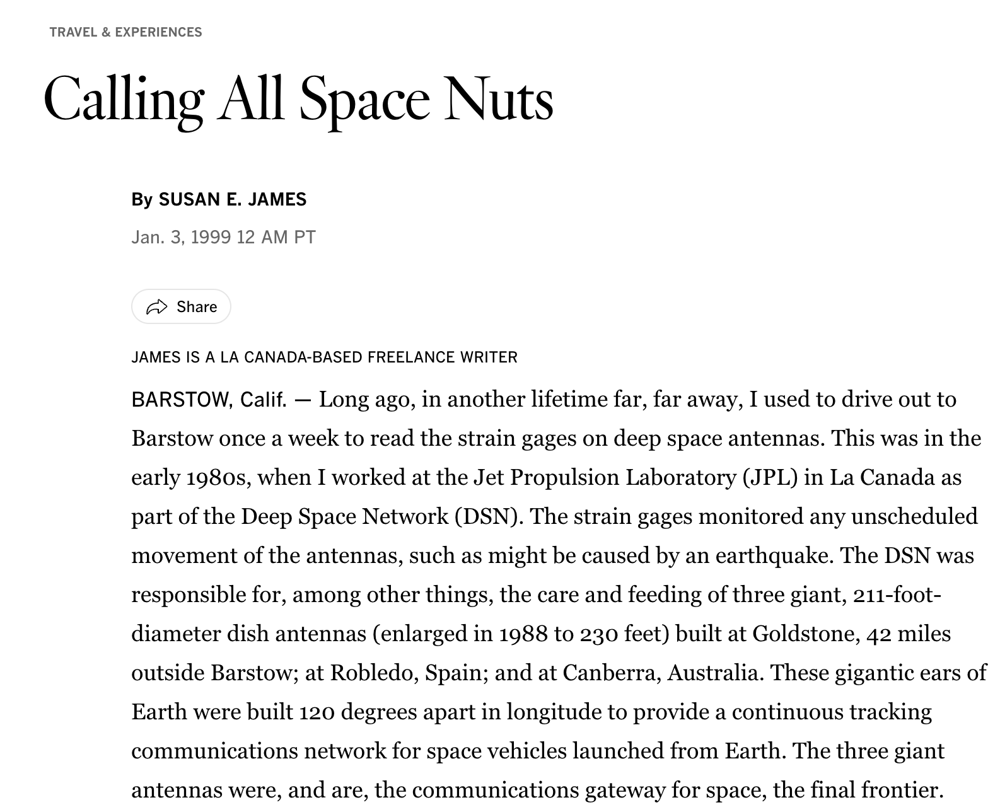 TRAVEL & EXPERIENCES
Calling All Space Nuts
By SUSAN E. JAMES
Jan. 3, 1999 12 AM PT
Share
JAMES IS A LA CANADA-BASED FREELANCE WRITER
BARSTOW, Calif. — Long ago, in another lifetime far, far away, I used to drive out to
Barstow once a week to read the strain gages on deep space antennas. This was in the
early 1980s, when I worked at the Jet Propulsion Laboratory (JPL) in La Canada as
part of the Deep Space Network (DSN). The strain gages monitored any unscheduled
movement of the antennas, such as might be caused by an earthquake. The DSN was
responsible for, among other things, the care and feeding of three giant, 211-foot-
diameter dish antennas (enlarged in 1988 to 230 feet) built at Goldstone, 42 miles
outside Barstow; at Robledo, Spain; and at Canberra, Australia. These gigantic ears of
Earth were built 120 degrees apart in longitude to provide a continuous tracking
communications network for space vehicles launched from Earth. The three giant
antennas were, and are, the communications gateway for space, the final frontier.